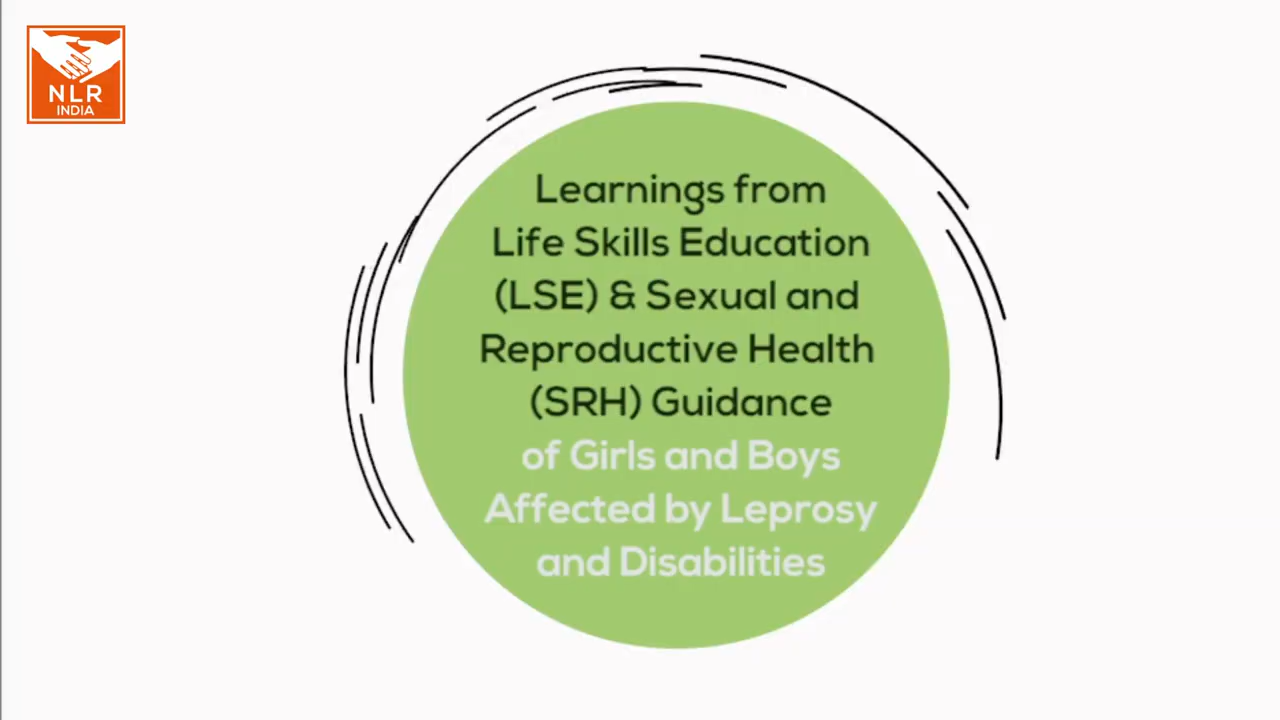 NLR
INDIA
Learnings from
Life Skills Education
(LSE) & Sexual and
Reproductive Health
(SRH) Guidance
of Girls and Boys
Affected by Leprosy
and Disabilities